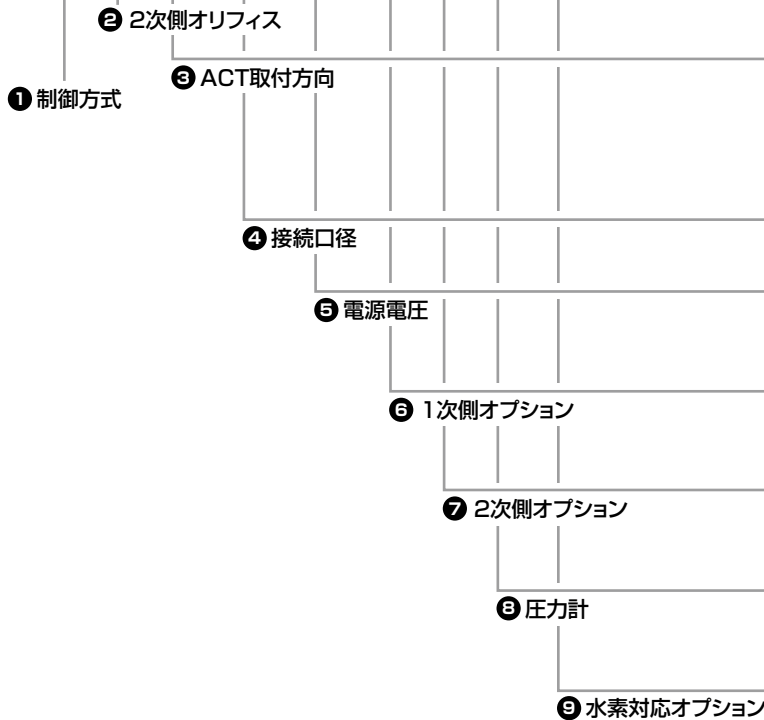 ❷ 2次側オリフィス
❸ ACT取付方向
❶ 制御方式
❹ 接続口径
❺ 電源電圧
❻ 1次側オプション
❼ 2次側オプション
❽ 圧力計
❾ 水素対応オプション